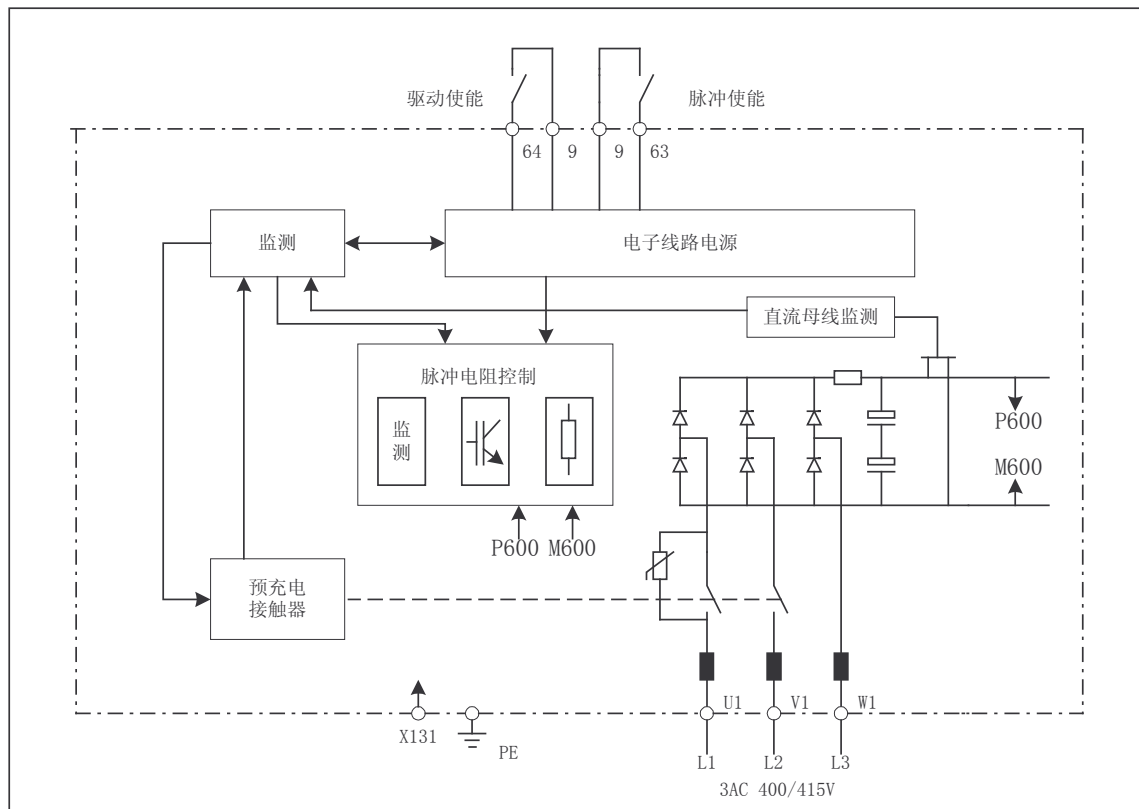 驱动使能
脉冲使能
64
9
9
63
监测
电子线路电源
直流母线监测
脉冲电阻控制
监测
P600
M600
P600
M600
预充电
接触器
U1
V1
W1
X131
PE
L1
L2
L3
3AC 400/415V